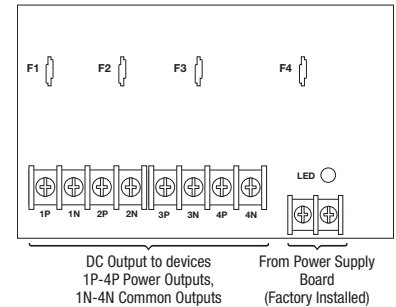 F1 F2 F3 F4
LED
1P 1N 2P 2N 3P 3N 4P 4N
DC Output to devices
1P-4P Power Outputs,
1N-4N Common Outputs
From Power Supply
Board
(Factory Installed)